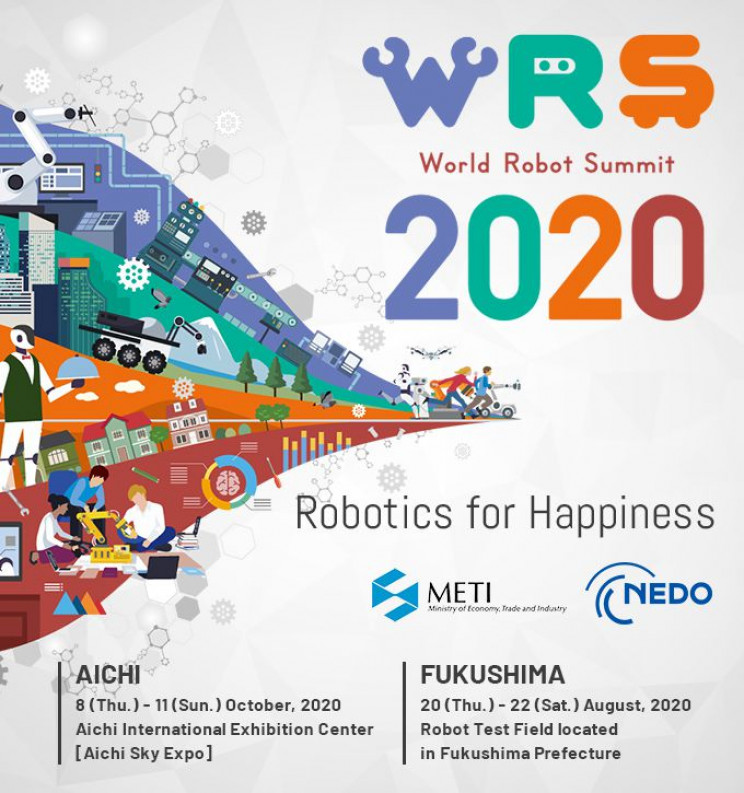 WRS
World Robot Summit
2020
Robotics for Happiness
METI
Ministry of Economy, Trade and Industry
NEDO
AICHI
8 (Thu.) - 11 (Sun.) October, 2020
Aichi International Exhibition Center
[Aichi Sky Expo]
FUKUSHIMA
20 (Thu.) - 22 (Sat.) August, 2020
Robot Test Field located
in Fukushima Prefecture